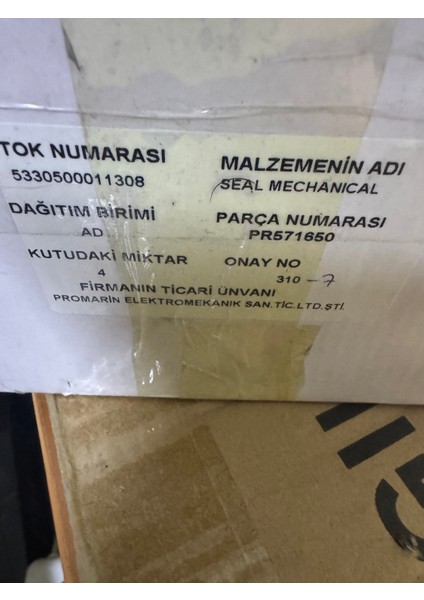 TOK NUMARASI
5330500011308
MALZEMENİN ADI
SEAL MECHANICAL
DAĞITIM BİRİMİ
AD
PARÇA NUMARASI
PR571650
KUTUDAKİ MİKTAR
4
ONAY NO
310 -7
FİRMANIN TİCARİ ÜNVANI
PROMARİN ELEKTROMEKANİK SAN.TİC.LTD.ŞTİ.